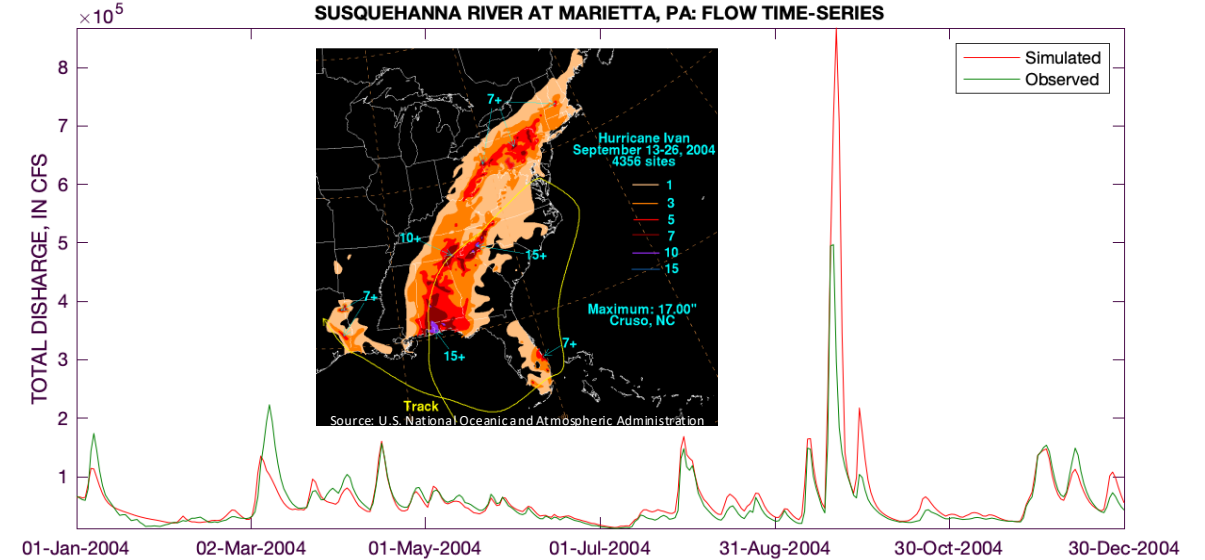 SUSQUEHANNA RIVER AT MARIETTA, PA: FLOW TIME-SERIES
×10⁵
TOTAL DISHARGE, IN CFS
8
7
6
5
4
3
2
1
01-Jan-2004
02-Mar-2004
01-May-2004
01-Jul-2004
31-Aug-2004
30-Oct-2004
30-Dec-2004
Simulated
Observed
7+
Hurricane Ivan
September 13-26, 2004
4356 sites
1
3
5
7
10
15
10+
15+
7+
Maximum: 17.00"
Cruso, NC
15+
7+
Track
Source: U.S. National Oceanic and Atmospheric Administration